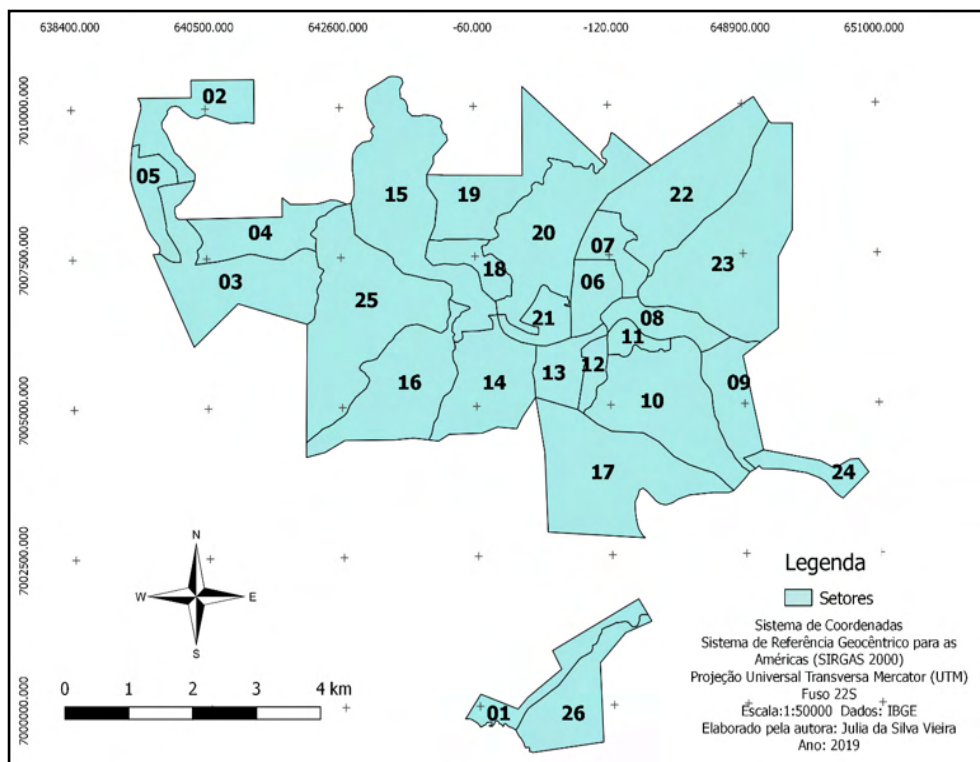 638400.000 640500.000 642600.000 -60.000 -120.000 648900.000 651000.000
7010000.000
7007500.000
7005000.000
7002500.000
7000000.000
02
05
15
19
22
04
20
07
18
23
03
06
25
21
08
11
12
13
16
14
09
10
17
24
N
W E
S
0 1 2 3 4 km
01
26
Legenda
Setores
Sistema de Coordenadas
Sistema de Referência Geocêntrico para as
Américas (SIRGAS 2000)
Projeção Universal Transversa Mercator (UTM)
Fuso 22S
Escala:1:50000 Dados: IBGE
Elaborado pela autora: Julia da Silva Vieira
Ano: 2019